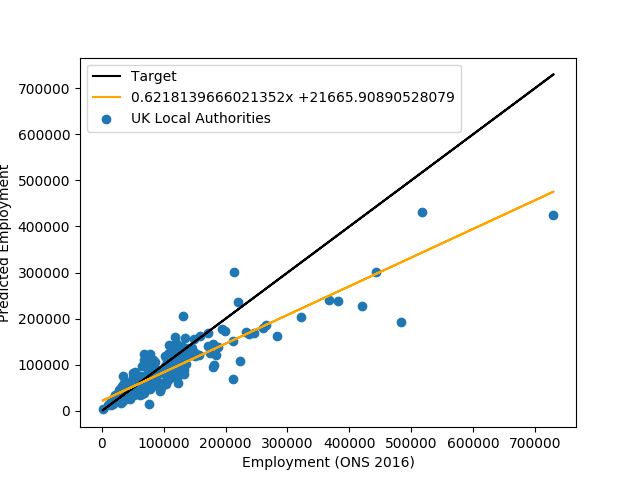 Target
0.6218139666021352x +21665.90890528079
UK Local Authorities
700000
600000
500000
400000
300000
200000
100000
0
Predicted Employment
0 100000 200000 300000 400000 500000 600000 700000
Employment (ONS 2016)